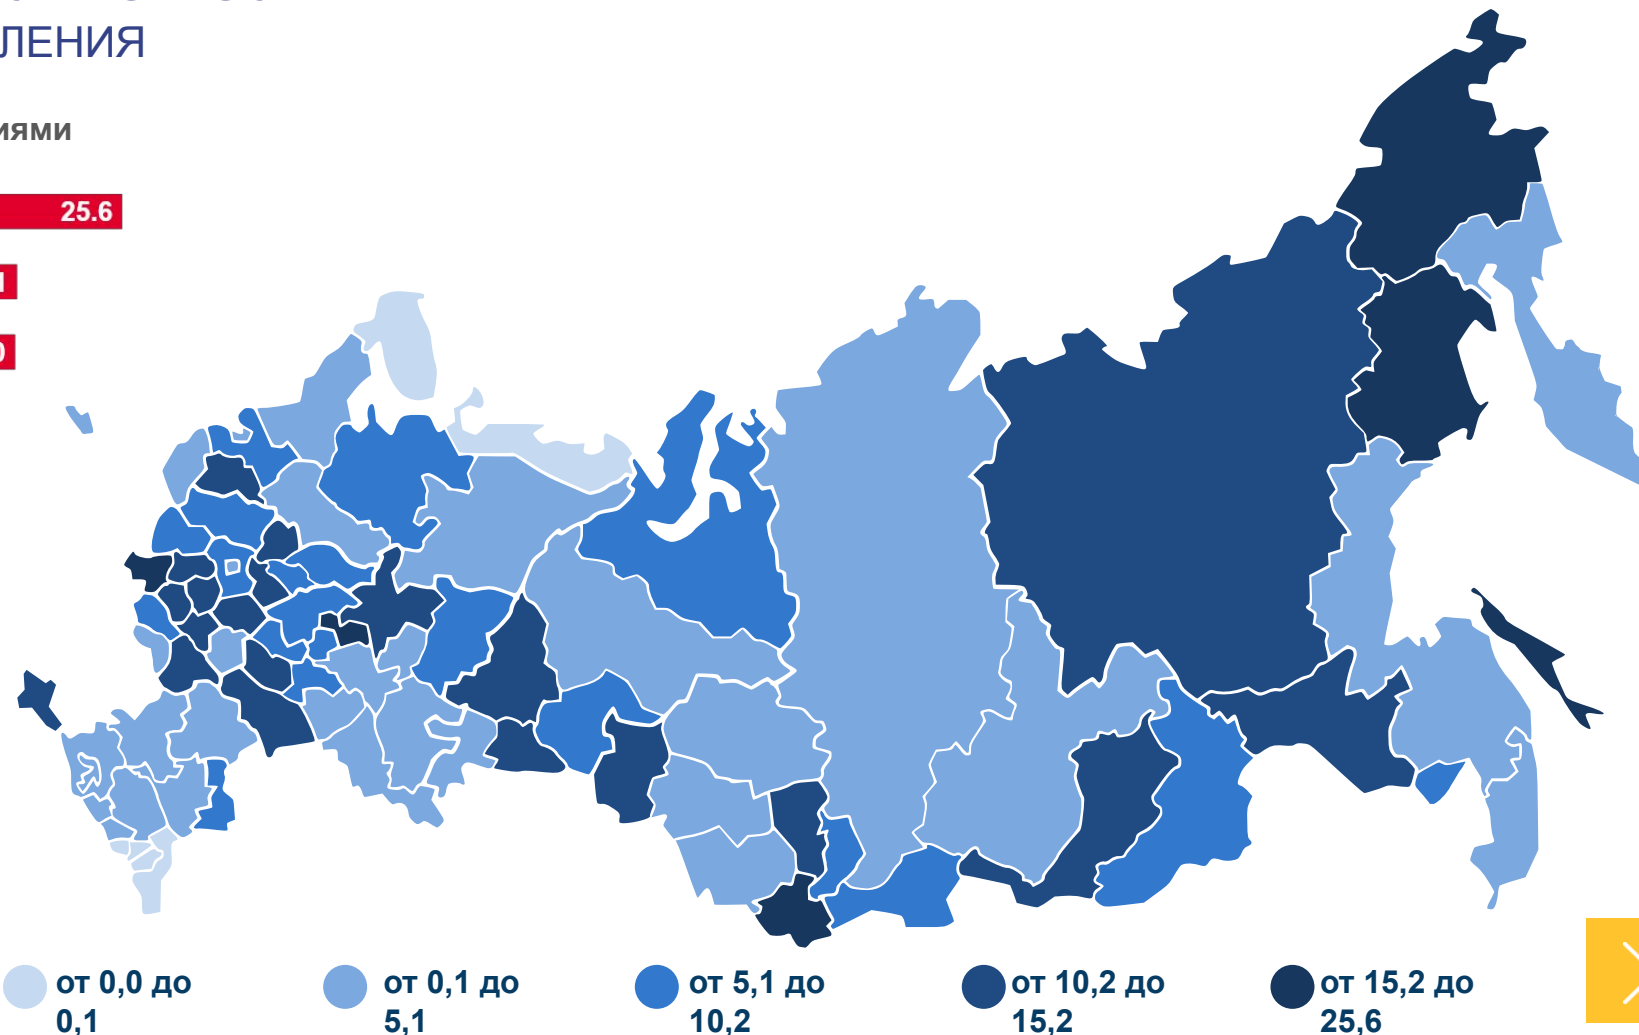 ЛЕНИЯ
иями
25.6
от 0,0 до
0,1
от 0,1 до
5,1
от 5,1 до
10,2
от 10,2 до
15,2
от 15,2 до
25,6